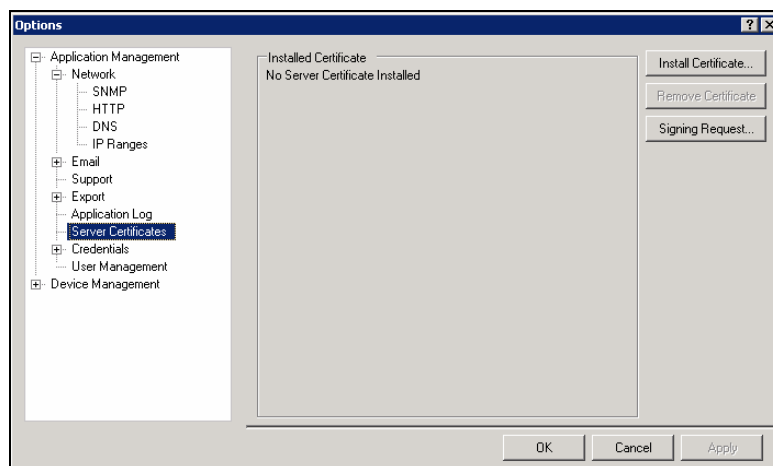 Options
Application Management
Network
SNMP
HTTP
DNS
IP Ranges
Email
Support
Export
Application Log
Server Certificates
Credentials
User Management
Device Management
Installed Certificate
No Server Certificate Installed
Install Certificate...
Remove Certificate
Signing Request...
OK
Cancel
Apply